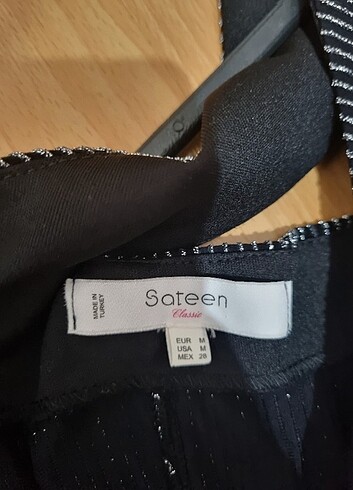 MADE IN
TURKEY
Sateen
Classic
EUR M
USA M
MEX 28